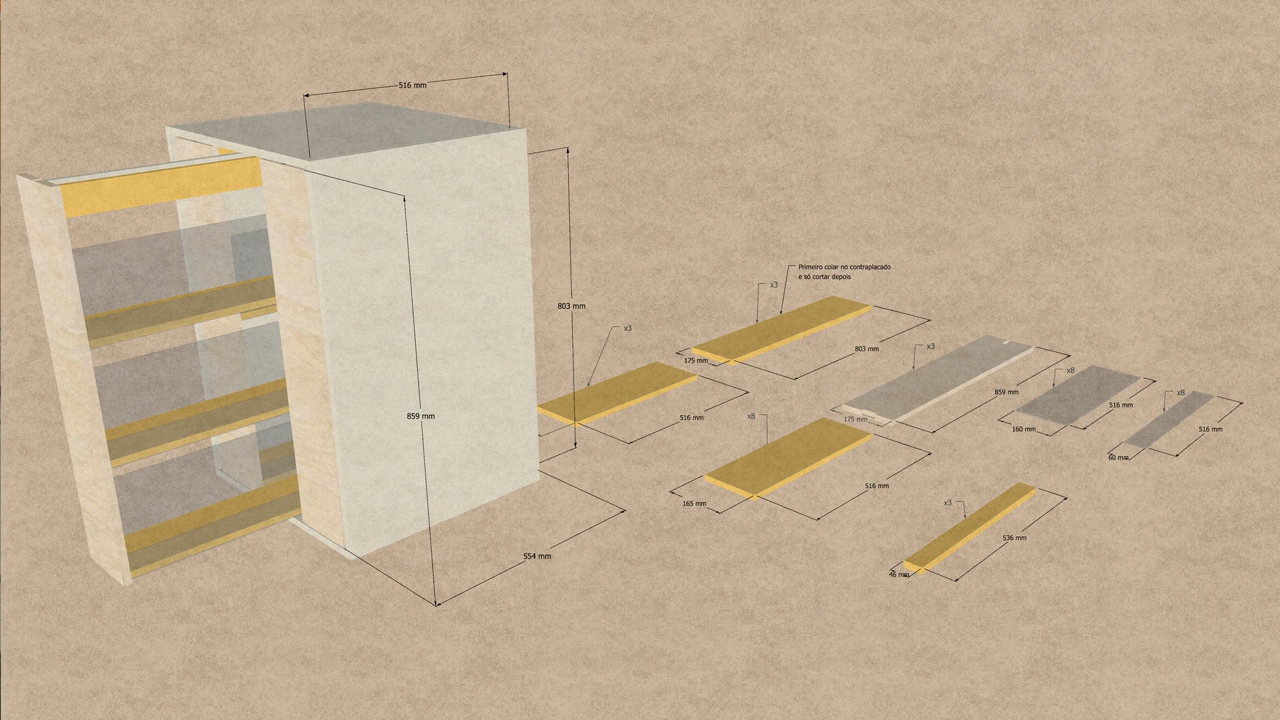 516 mm
803 mm
859 mm
554 mm
x3
516 mm
Primeiro colar no contraplacado
e só cortar depois
x3
175 mm
803 mm
x3
859 mm
175 mm
x8
516 mm
160 mm
x8
516 mm
60 mm
x8
516 mm
165 mm
x3
536 mm
46 mm